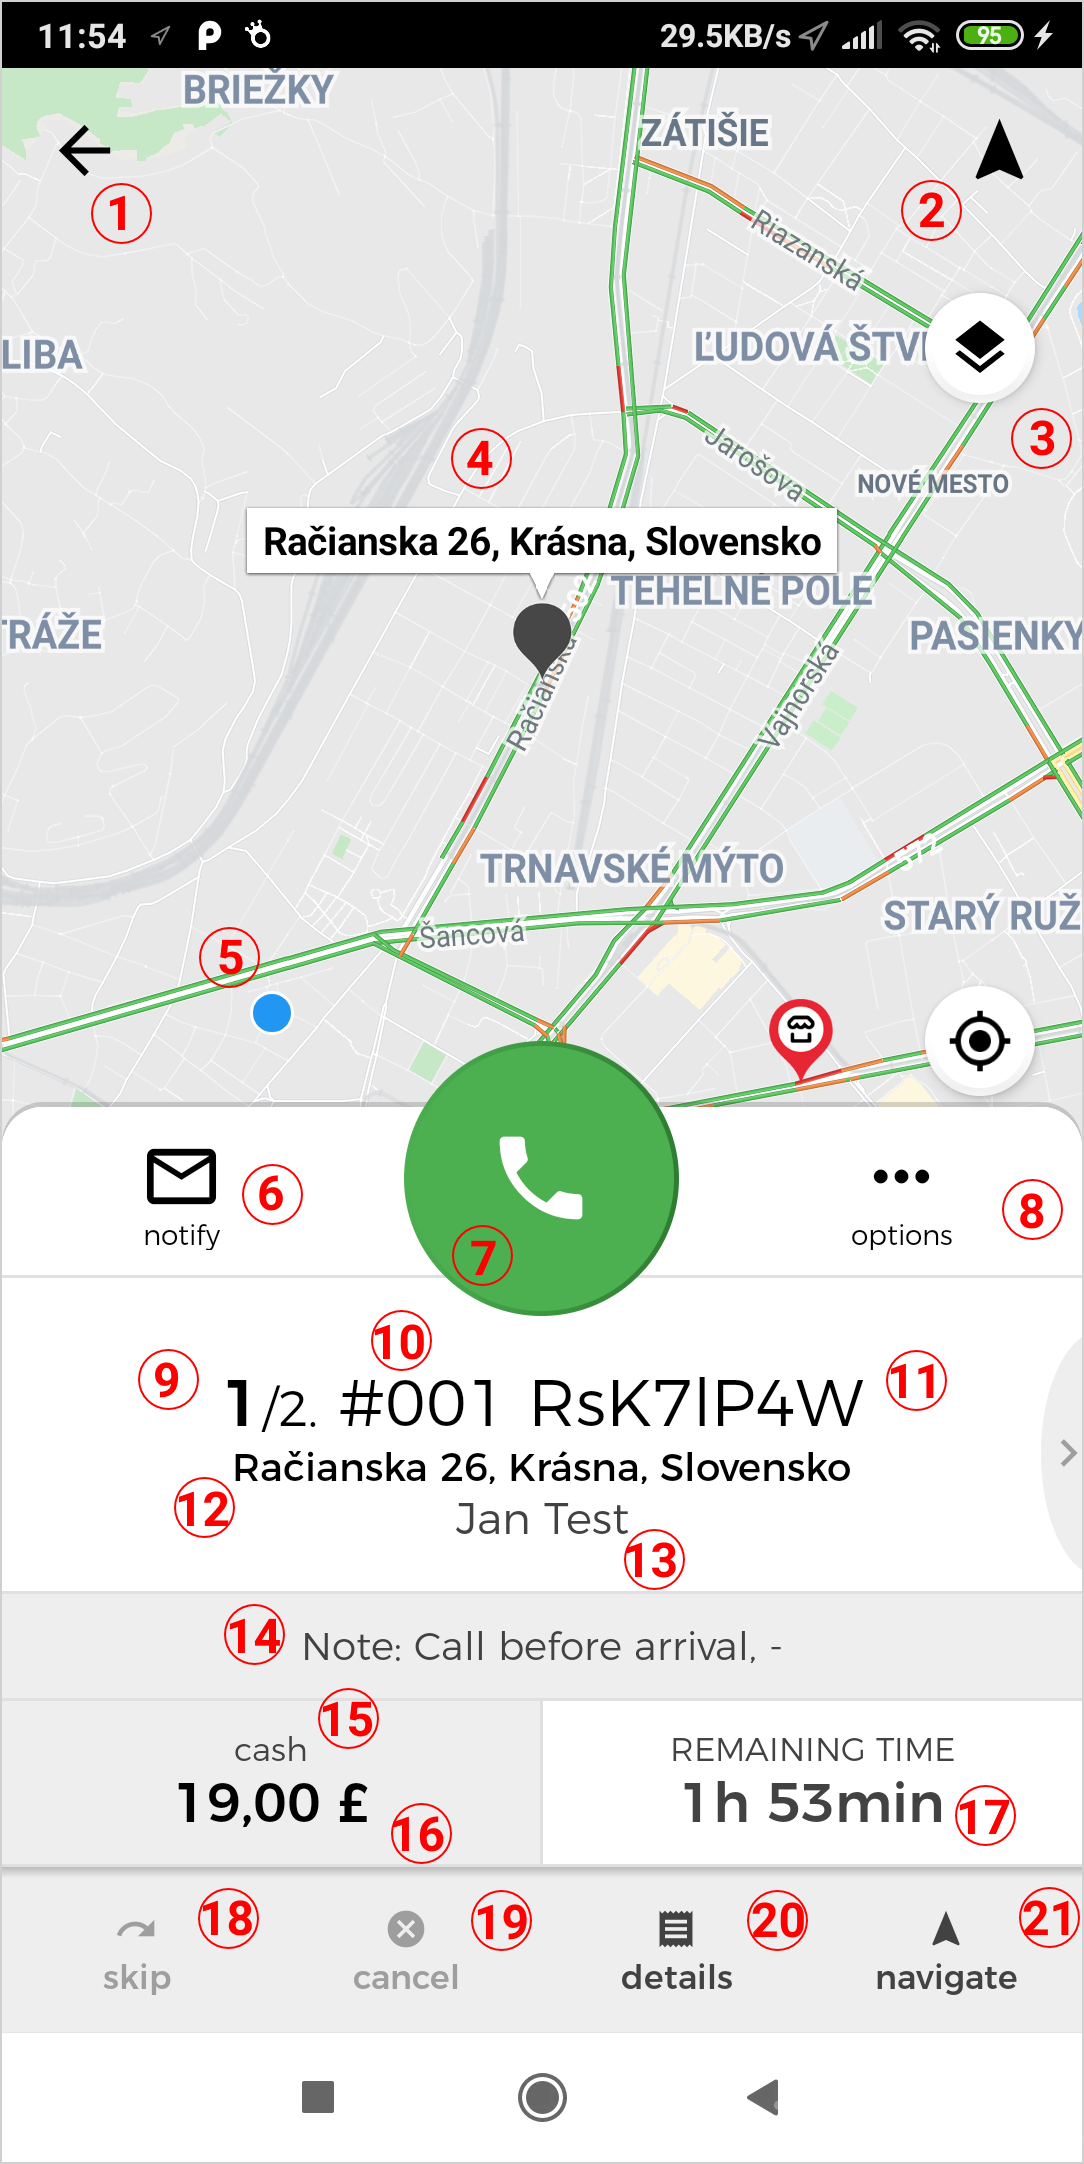 11:54
29.5KB/s
95
BRIEŽKY
ZÁTIŠIE
1
2
Riazanská
LIBA
ĽUDOVÁ ŠTV
3
4
Jarošova
NOVÉ MESTO
Račianska 26, Krásna, Slovensko
TEHELNÉ POLE
TRÁŽE
PASIENKY
Račianska
Vajnorská
TRNAVSKÉ MÝTO
STARÝ RUŽ
Šancová
5
6
notify
7
options
8
9
10
11
1/2. #001 RsK7lP4W
Račianska 26, Krásna, Slovensko
12
Jan Test
13
14
Note: Call before arrival, -
15
cash
REMAINING TIME
19,00 £
1h 53min
16
17
18
19
20
21
skip
cancel
details
navigate